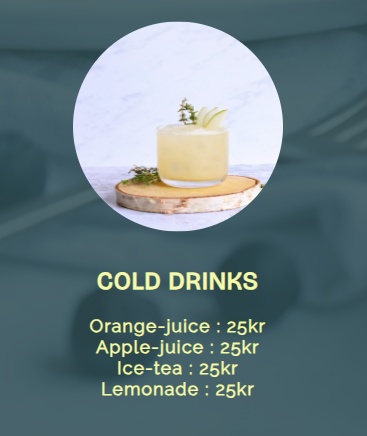 COLD DRINKS
Orange-juice : 25kr
Apple-juice : 25kr
Ice-tea : 25kr
Lemonade : 25kr